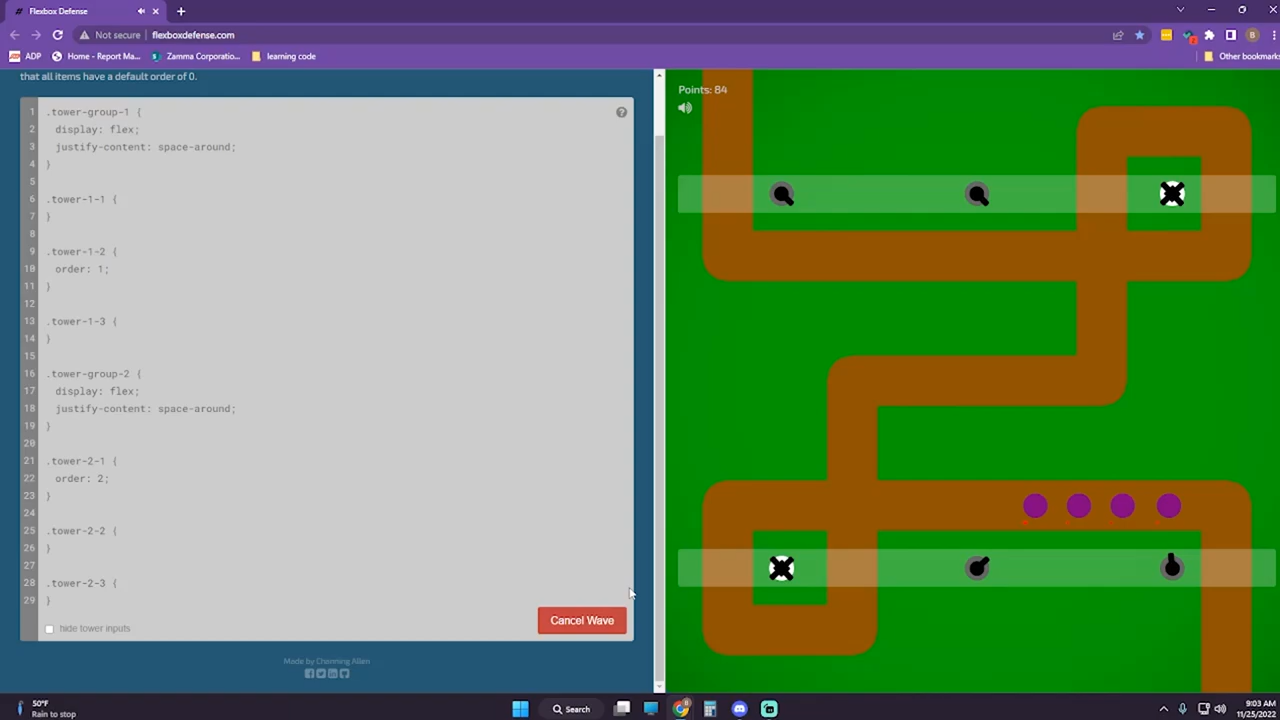 Flexbox Defense
Not secure
flexboxdefense.com
ADP
Home - Report Ma...
Zamma Corporatio...
learning code
Other bookmarks
that all items have a default order of 0.
1 .tower-group-1 {
2 display: flex;
3 justify-content: space-around;
4 }
5
6 .tower-1-1 {
7 }
8
9 .tower-1-2 {
10 order: 1;
11 }
12
13 .tower-1-3 {
14 }
15
16 .tower-group-2 {
17 display: flex;
18 justify-content: space-around;
19 }
20
21 .tower-2-1 {
22 order: 2;
23 }
24
25 .tower-2-2 {
26 }
27
28 .tower-2-3 {
29 }
hide tower inputs
Cancel Wave
Made by Channing Allen
Points: 84
50°F
Rain to stop
Search
9:03 AM
11/25/2022